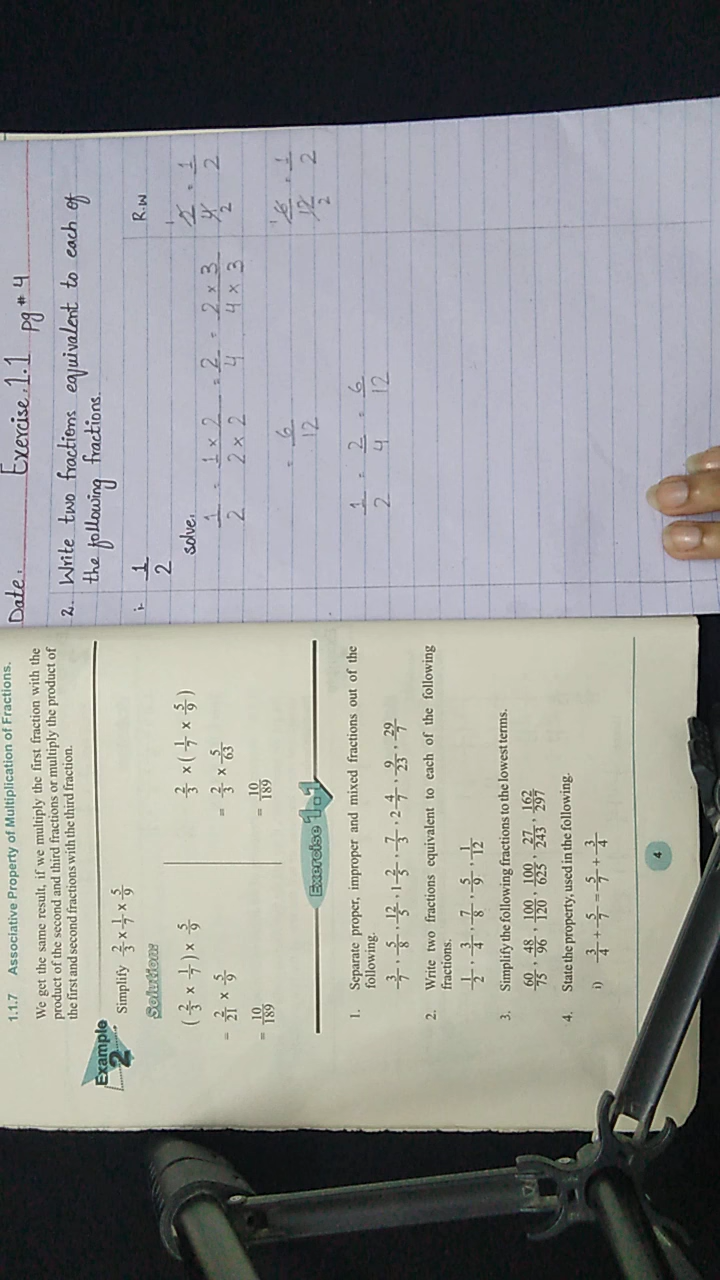 1.1.7 Associative Property of Multiplication of Fractions.
We get the same result, if we multiply the first fraction with the
product of the second and third fractions or multiply the product of
the first and second fractions with the third fraction.
Example
2
Simplify 2/3 × 1/7 × 5/9
Solution:
(2/3 × 1/7) × 5/9
= 2/21 × 5/9
= 10/189
2/3 × (1/7 × 5/9)
= 2/3 × 5/63
= 10/189
Exercise 1.1
1. Separate proper, improper and mixed fractions out of the
following.
3/7, 5/8, 12/5, 1 2/3, 7/3, 2 4/7, 9/23, 29/7
2. Write two fractions equivalent to each of the following
fractions.
1/2, 3/4, 7/8, 5/9, 1/12
3. Simplify the following fractions to the lowest terms.
60/75, 48/96, 100/120, 100/625, 27/243, 162/297
4. State the property, used in the following.
i) 3/4 + 5/7 = 5/7 + 3/4
4
Date. Exercise. 1.1 pg # 4
2. Write two fractions equivalent to each of
the following fractions.
i- 1/2
R.W
solve.
1/2 = 1 × 2/2 × 2 = 2/4 = 2 × 3/4 × 3
= 6/12
1/2 = 2/4 = 6/12
2/4 = 1/2
6/12 = 1/2